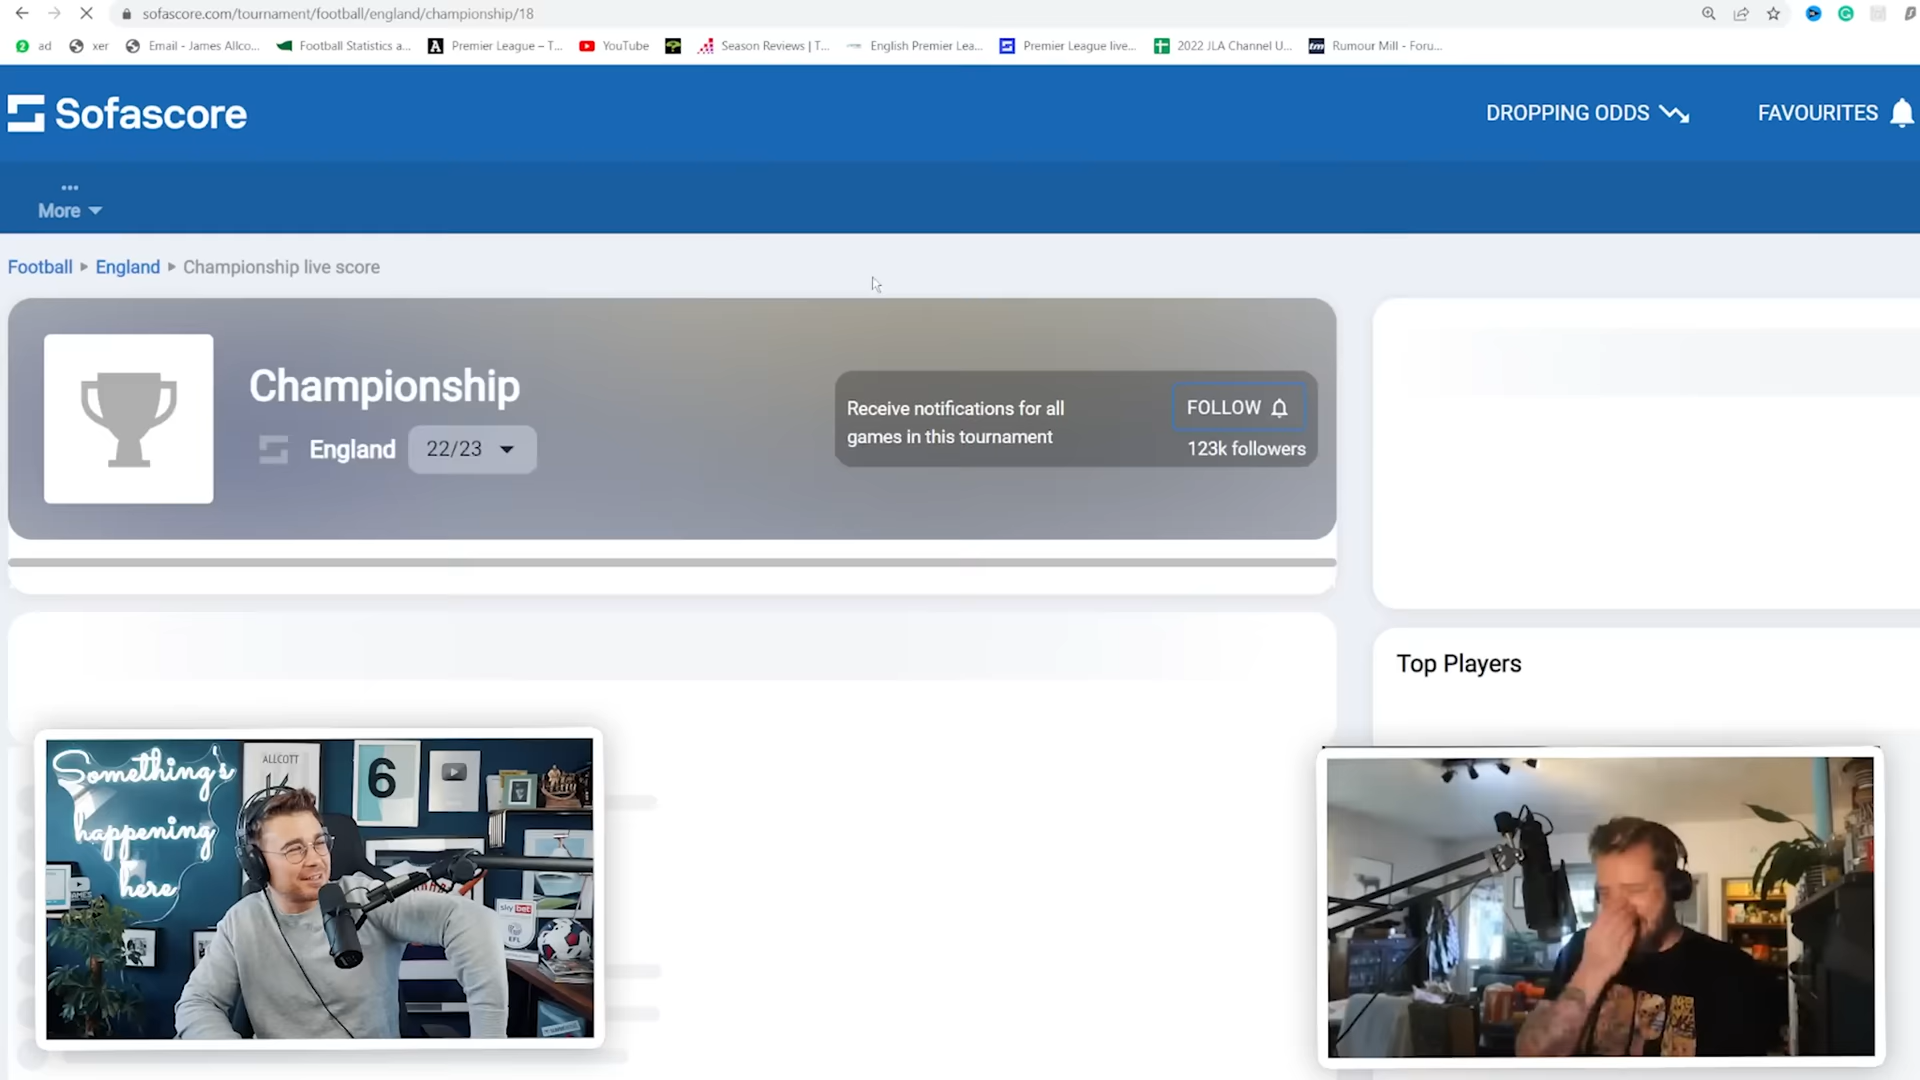 sofascore.com/tournament/football/england/championship/18
ad
xer
Email - James Allco...
Football Statistics a...
Premier League – T...
YouTube
Season Reviews | T...
English Premier Lea...
Premier League live...
2022 JLA Channel U...
Rumour Mill - Foru...
Sofascore
DROPPING ODDS
FAVOURITES
More
Football
England
Championship live score
Championship
England
22/23
Receive notifications for all
games in this tournament
FOLLOW
123k followers
Top Players
Something's
happening
here
ALLCOTT
6
sky bet
EFL